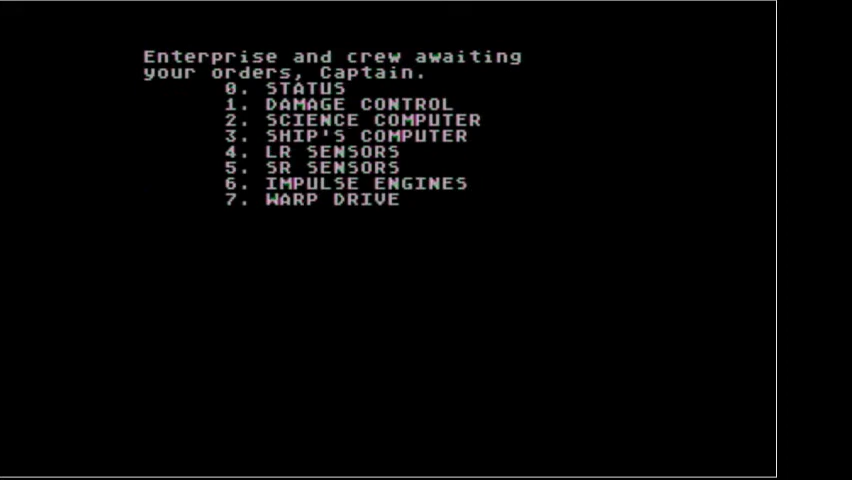 Enterprise and crew awaiting
your orders, Captain.
0. STATUS
1. DAMAGE CONTROL
2. SCIENCE COMPUTER
3. SHIP'S COMPUTER
4. LR SENSORS
5. SR SENSORS
6. IMPULSE ENGINES
7. WARP DRIVE